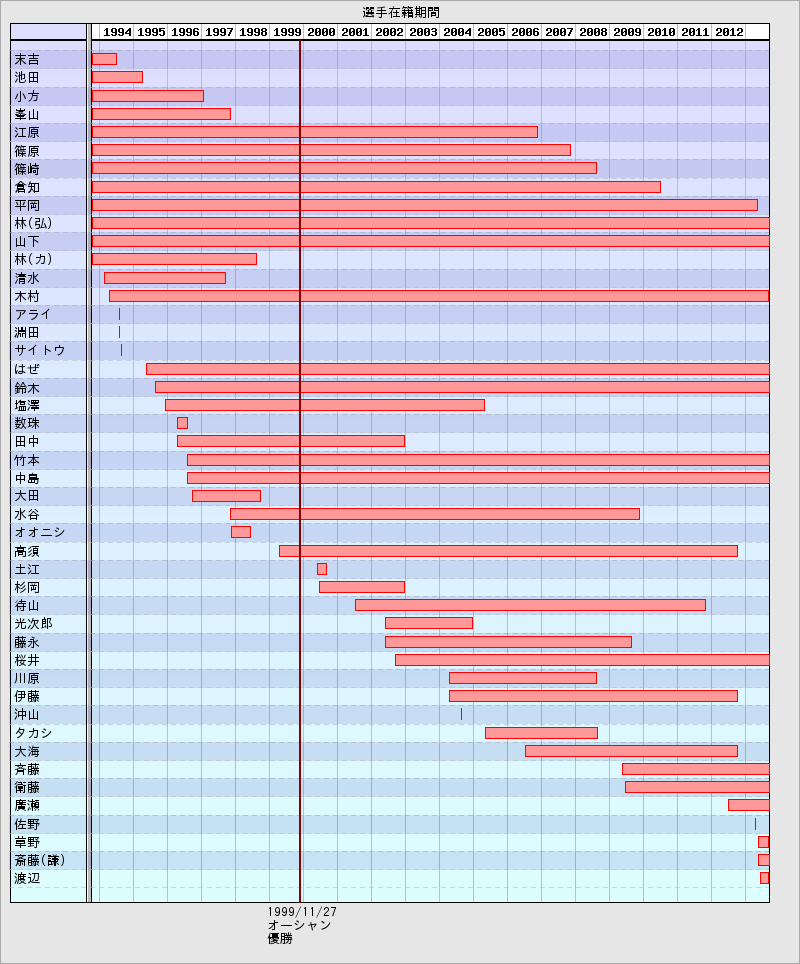 選手在籍期間
1994 1995 1996 1997 1998 1999 2000 2001 2002 2003 2004 2005 2006 2007 2008 2009 2010 2011 2012
末吉
池田
小方
峯山
江原
篠原
篠崎
倉知
平岡
林(弘)
山下
林(カ)
清水
木村
アライ
淵田
サイトウ
はぜ
鈴木
塩澤
数珠
田中
竹本
中島
大田
水谷
オオニシ
高須
土江
杉岡
待山
光次郎
藤永
桜井
川原
伊藤
沖山
タカシ
大海
斉藤
衛藤
廣瀬
佐野
草野
斎藤(謙)
渡辺
1999/11/27
オーシャン
優勝